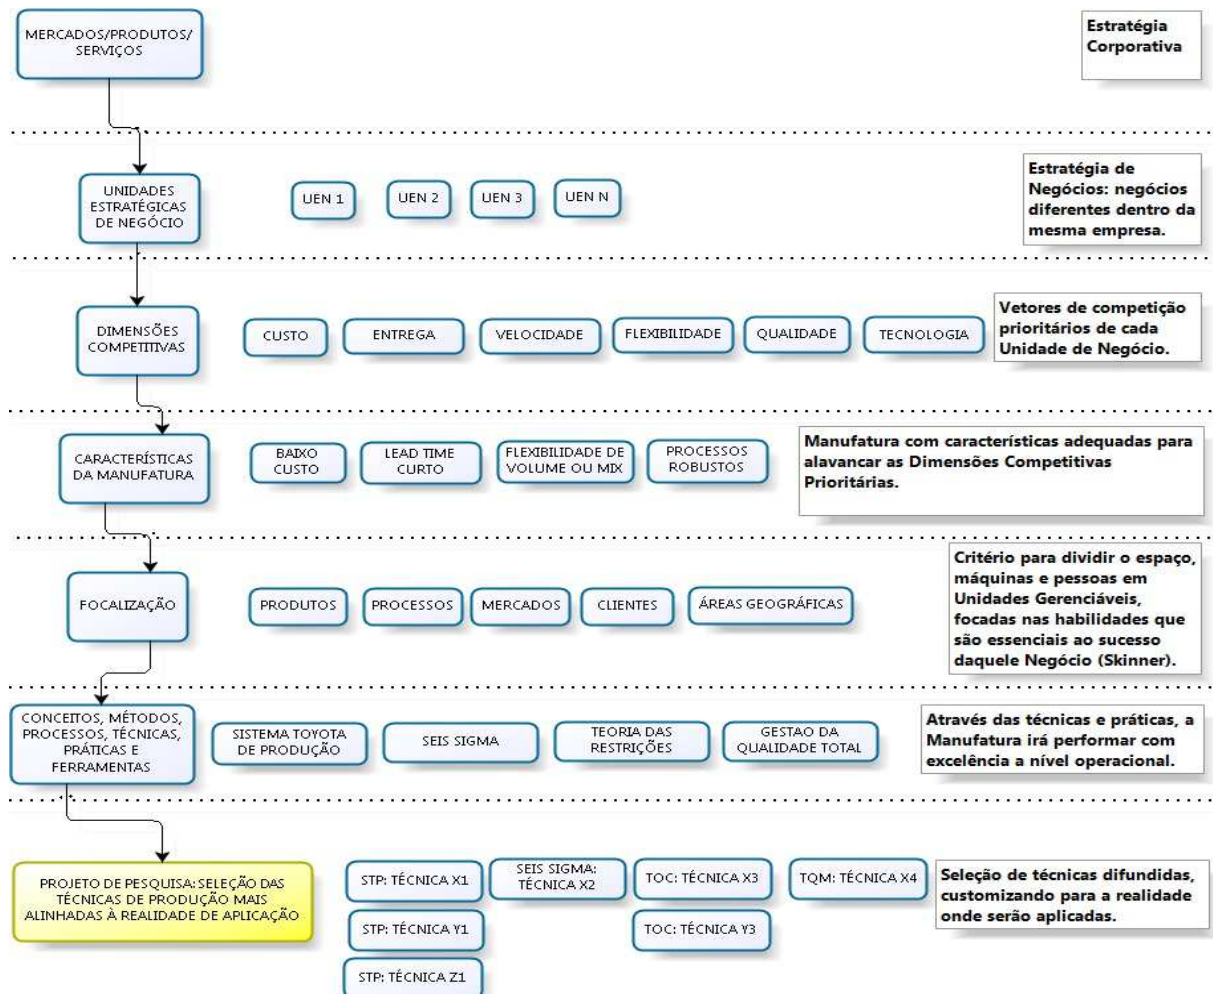 MERCADOS/PRODUTOS/
SERVIÇOS
Estratégia
Corporativa
UNIDADES
ESTRATÉGICAS
DE NEGÓCIO
UEN 1
UEN 2
UEN 3
UEN N
Estratégia de
Negócios: negócios
diferentes dentro da
mesma empresa.
DIMENSÕES
COMPETITIVAS
CUSTO
ENTREGA
VELOCIDADE
FLEXIBILIDADE
QUALIDADE
TECNOLOGIA
Vetores de competição
prioritários de cada
Unidade de Negócio.
CARACTERÍSTICAS
DA MANUFATURA
BAIXO
CUSTO
LEAD TIME
CURTO
FLEXIBILIDADE DE
VOLUME OU MIX
PROCESSOS
ROBUSTOS
Manufatura com características adequadas para
alavancar as Dimensões Competitivas
Prioritárias.
FOCALIZAÇÃO
PRODUTOS
PROCESSOS
MERCADOS
CLIENTES
ÁREAS GEOGRÁFICAS
Critério para dividir o espaço,
máquinas e pessoas em
Unidades Gerenciáveis,
focadas nas habilidades que
são essenciais ao sucesso
daquele Negócio (Skinner).
CONCEITOS, MÉTODOS,
PROCESSOS, TÉCNICAS,
PRÁTICAS E
FERRAMENTAS
SISTEMA TOYOTA
DE PRODUÇÃO
SEIS SIGMA
TEORIA DAS
RESTRIÇÕES
GESTAO DA
QUALIDADE TOTAL
Através das técnicas e práticas, a
Manufatura irá performar com
excelência a nível operacional.
PROJETO DE PESQUISA: SELEÇÃO DAS
TÉCNICAS DE PRODUÇÃO MAIS
ALINHADAS À REALIDADE DE APLICAÇÃO
STP: TÉCNICA X1
SEIS SIGMA:
TÉCNICA X2
TOC: TÉCNICA X3
TQM: TÉCNICA X4
STP: TÉCNICA Y1
TOC: TÉCNICA Y3
STP: TÉCNICA Z1
Seleção de técnicas difundidas,
customizando para a realidade
onde serão aplicadas.